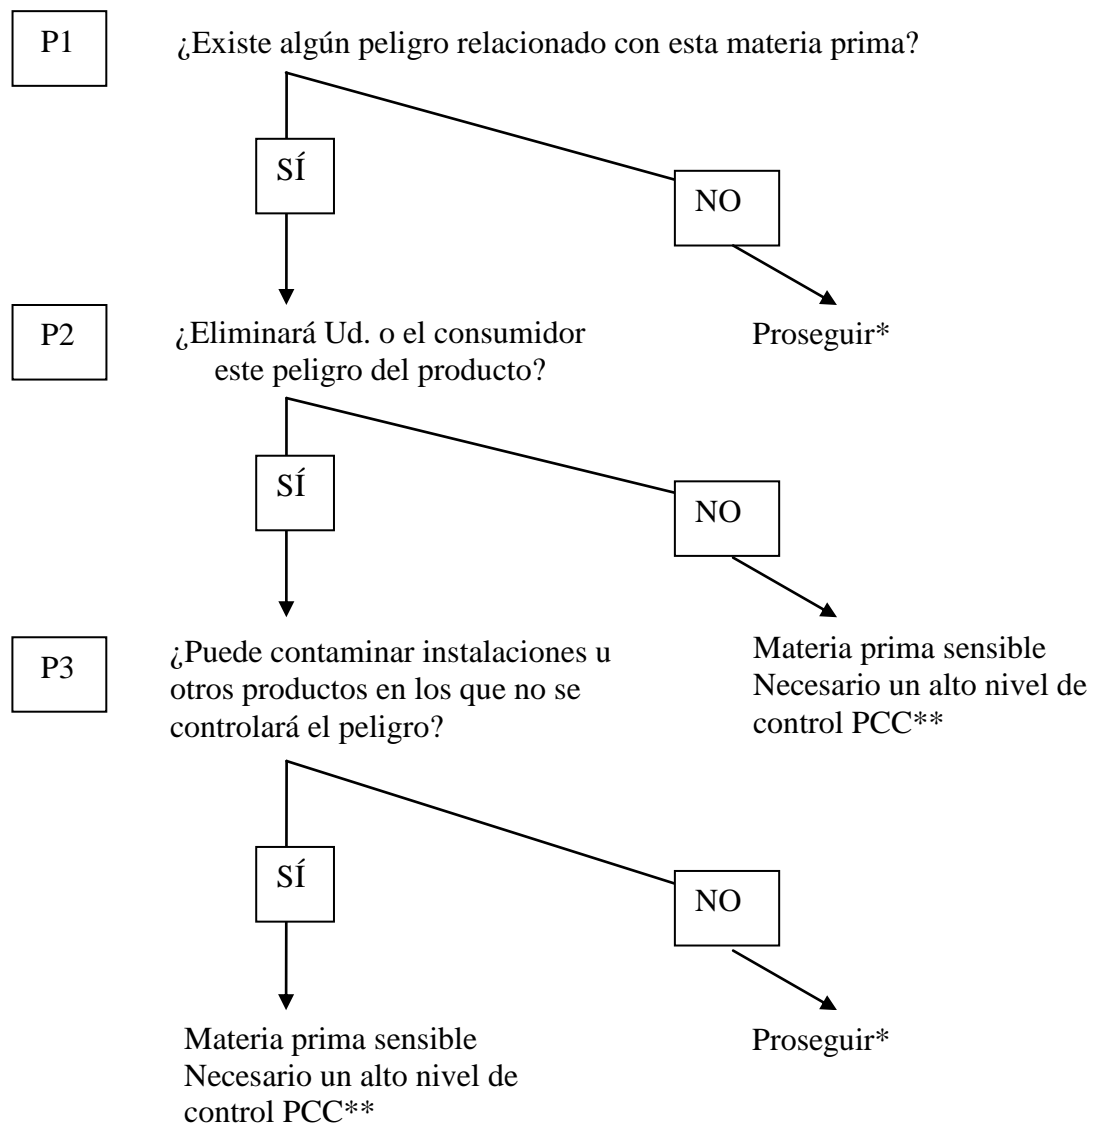 P1
¿Existe algún peligro relacionado con esta materia prima?
SÍ
NO
P2
¿Eliminará Ud. o el consumidor
este peligro del producto?
Proseguir*
SÍ
NO
P3
¿Puede contaminar instalaciones u
otros productos en los que no se
controlará el peligro?
Materia prima sensible
Necesario un alto nivel de
control PCC**
SÍ
NO
Materia prima sensible
Necesario un alto nivel de
control PCC**
Proseguir*